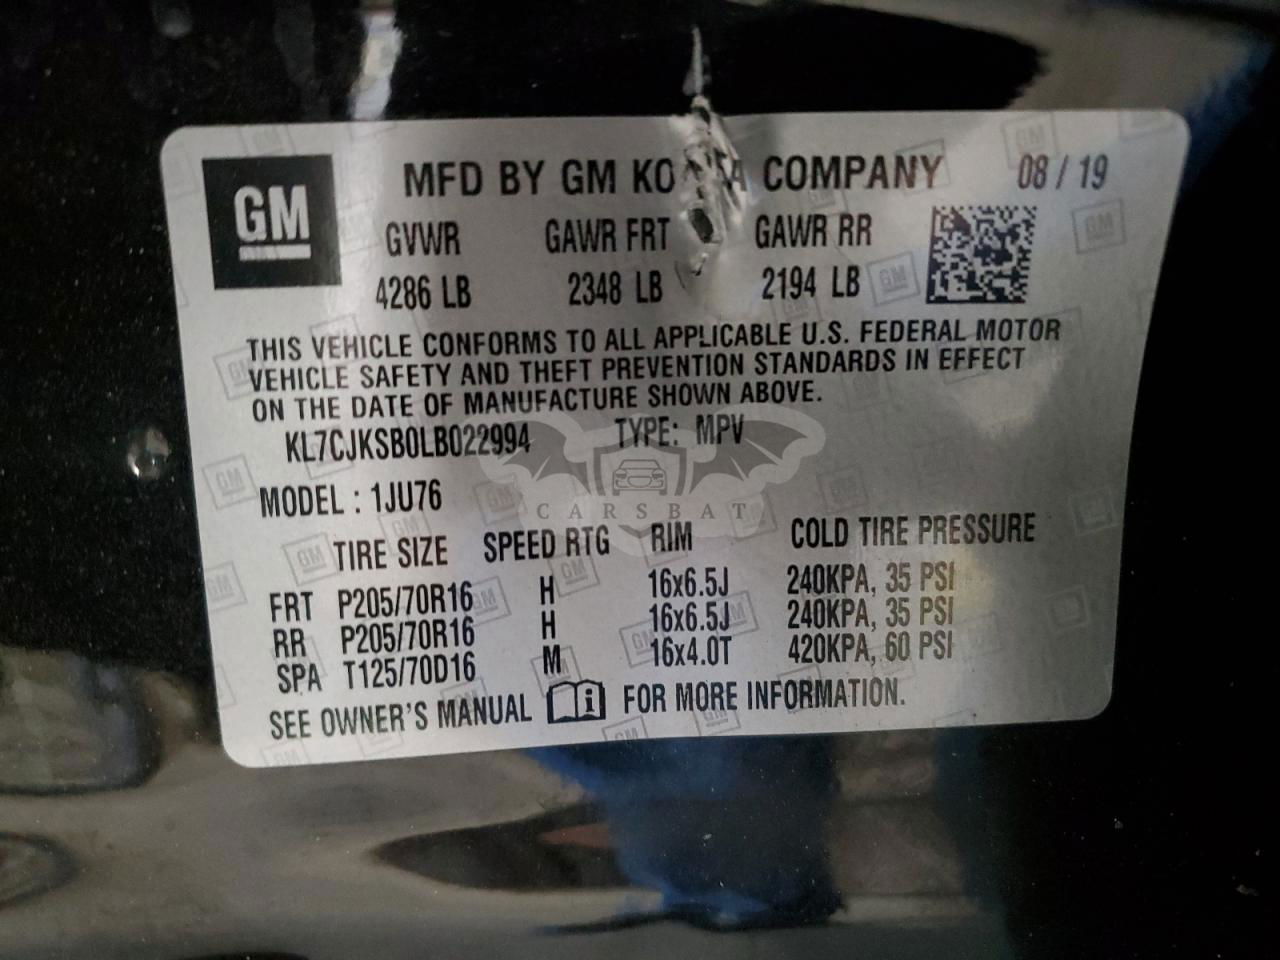 GM
MFD BY GM KOREA COMPANY 08 / 19
GVWR GAWR FRT GAWR RR
4286 LB 2348 LB 2194 LB
THIS VEHICLE CONFORMS TO ALL APPLICABLE U.S. FEDERAL MOTOR
VEHICLE SAFETY AND THEFT PREVENTION STANDARDS IN EFFECT
ON THE DATE OF MANUFACTURE SHOWN ABOVE.
KL7CJKSB0LB022994 TYPE: MPV
CARSBAT
MODEL : 1JU76
TIRE SIZE SPEED RTG RIM COLD TIRE PRESSURE
FRT P205/70R16 H 16x6.5J 240KPA, 35 PSI
RR P205/70R16 H 16x6.5J 240KPA, 35 PSI
SPA T125/70D16 M 16x4.0T 420KPA, 60 PSI
SEE OWNER'S MANUAL i FOR MORE INFORMATION.